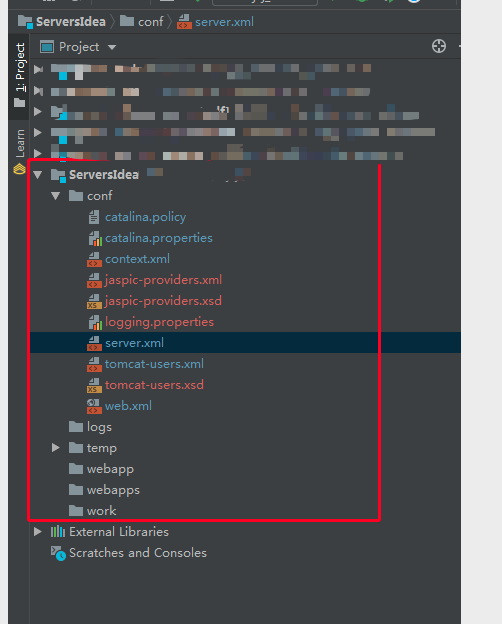 ServersIdea conf server.xml
Project
1: Project
Learn
ServersIdea
conf
catalina.policy
catalina.properties
context.xml
jaspic-providers.xml
jaspic-providers.xsd
logging.properties
server.xml
tomcat-users.xml
tomcat-users.xsd
web.xml
logs
temp
webapp
webapps
work
External Libraries
Scratches and Consoles